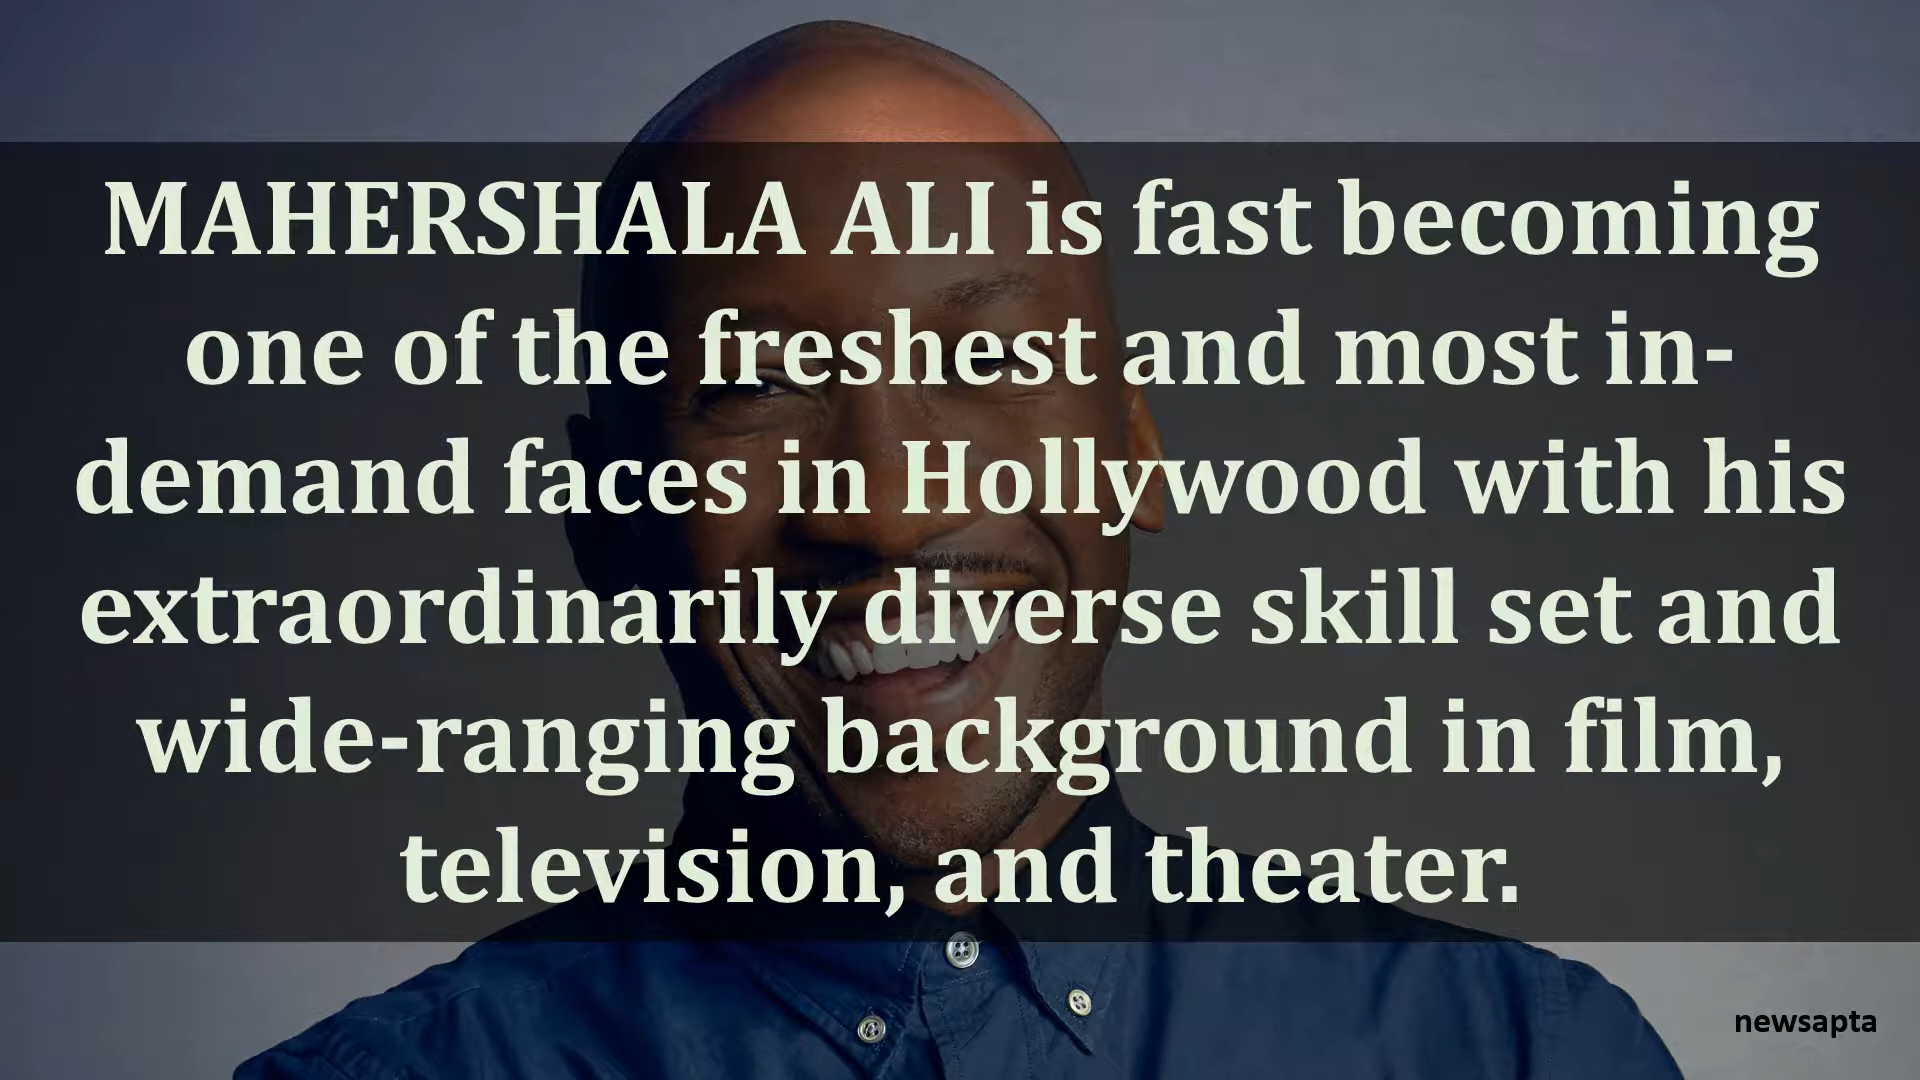 MAHERSHALA ALI is fast becoming
one of the freshest and most in-
demand faces in Hollywood with his
extraordinarily diverse skill set and
wide-ranging background in film,
television, and theater.
newsapta